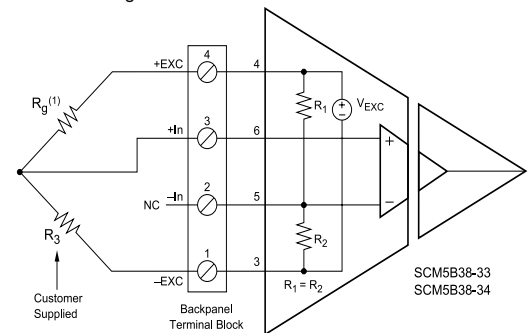 +EXC
4
4
Rg(1)
R1
VEXC
+
–
+In
3
6
+
–In
2
NC
5
–
R3
R2
–EXC
1
3
R1 = R2
SCM5B38-33
SCM5B38-34
Customer
Supplied
Backpanel
Terminal Block